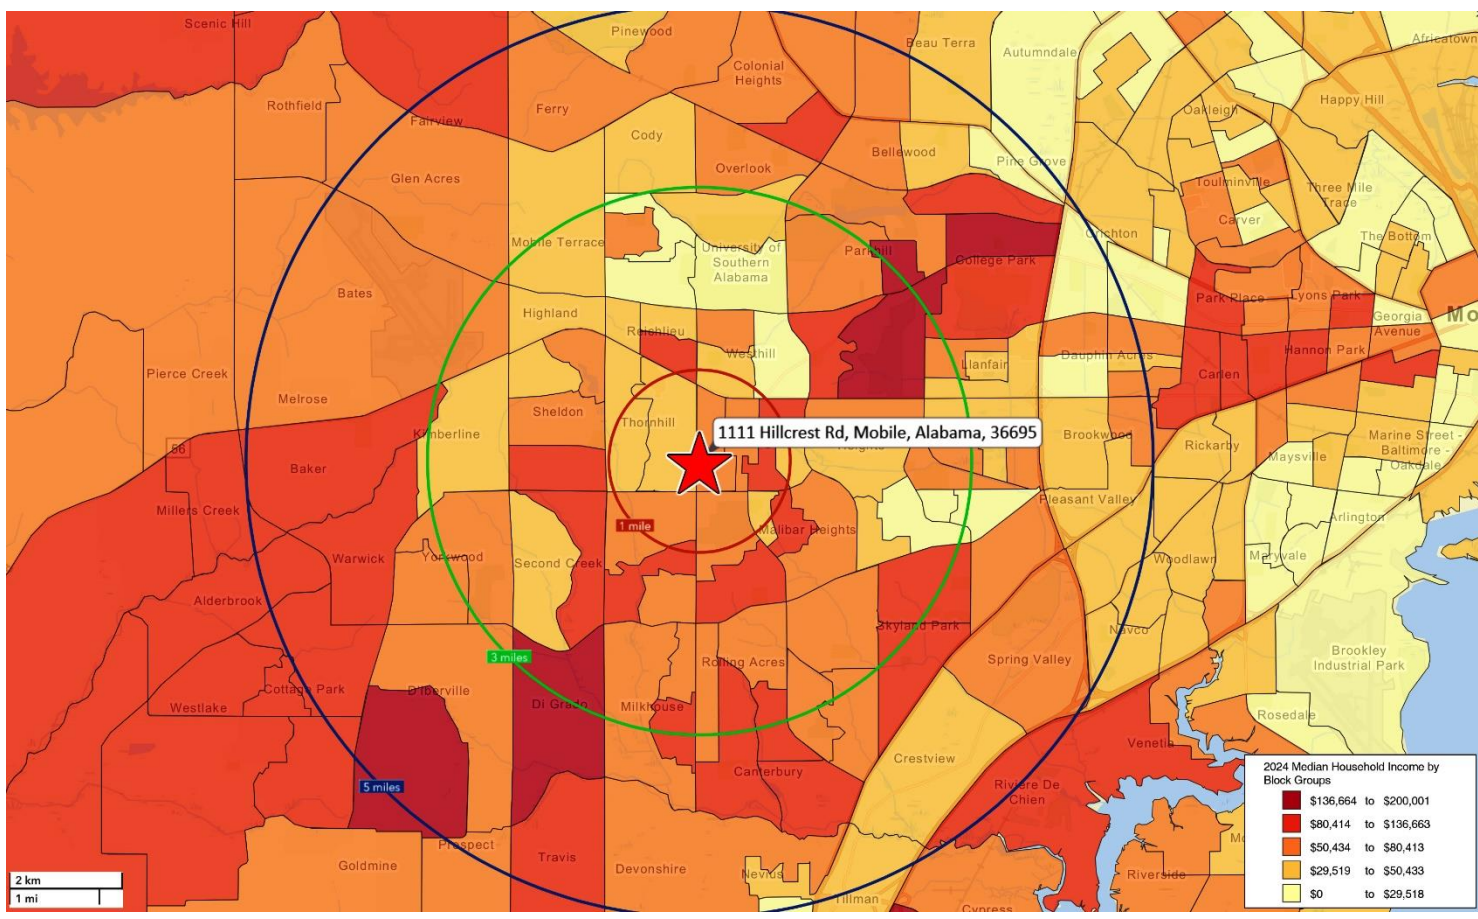 Scenic Hill
Pinewood
Beau Terra
Autumndale
Africatown
Colonial
Heights
Rothfield
Fairview
Ferry
Oakleigh
Happy Hill
Cody
Bellewood
Pine Grove
Glen Acres
Overlook
Toulminville
Three Mile
Trace
Carver
Mobile Terrace
University of
Southern
Alabama
Parkhill
College Park
Crichton
The Bottom
Bates
Highland
Park Place
Lyons Park
Georgia
Avenue
Mo
Reichlieu
Westhill
Llanfair
Dauphin Acres
Hannon Park
Pierce Creek
Carlen
Melrose
Sheldon
Thornhill
1111 Hillcrest Rd, Mobile, Alabama, 36695
Kimberline
Heights
Brookwood
Rickarby
Marine Street -
Baltimore -
Oakdale
56
Baker
Maysville
Millers Creek
Pleasant Valley
Arlington
1 mile
Malibar Heights
Warwick
Yorkwood
Second Creek
Woodlawn
Maryvale
Alderbrook
Skyland Park
Navco
3 miles
Rolling Acres
Spring Valley
Brookley
Industrial Park
Cottage Park
D'Iberville
Westlake
Di Grado
Milkhouse
Rosedale
Venetia
Crestview
Canterbury
5 miles
Riviere De
Chien
2024 Median Household Income by
Block Groups
$136,664 to $200,001
$80,414 to $136,663
$50,434 to $80,413
$29,519 to $50,433
$0 to $29,518
Prospect
Goldmine
Travis
Devonshire
Nevius
Riverside
Tillman
Cypress
2 km
1 mi